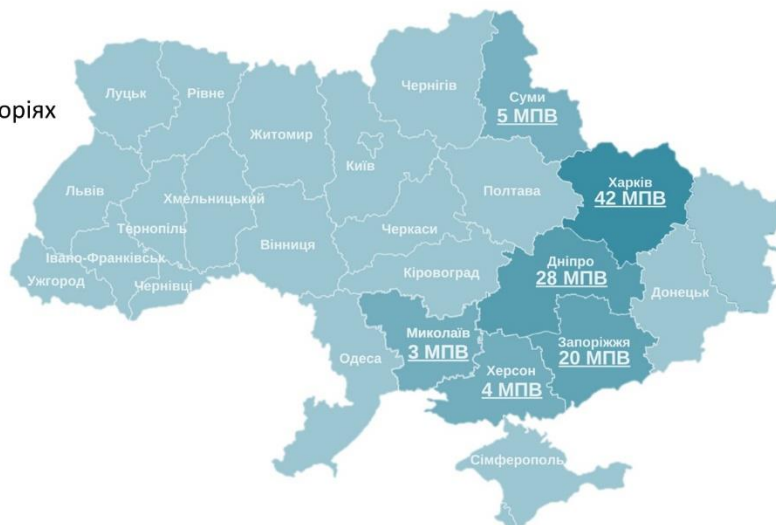 оріях
Луцьк
Рівне
Житомир
Київ
Чернігів
Суми
5 МПВ
Харків
42 МПВ
Львів
Тернопіль
Хмельницький
Вінниця
Черкаси
Полтава
Івано-Франківськ
Ужгород
Чернівці
Кіровоград
Дніпро
28 МПВ
Донецьк
Одеса
Миколаїв
3 МПВ
Херсон
4 МПВ
Запоріжжя
20 МПВ
Сімферополь